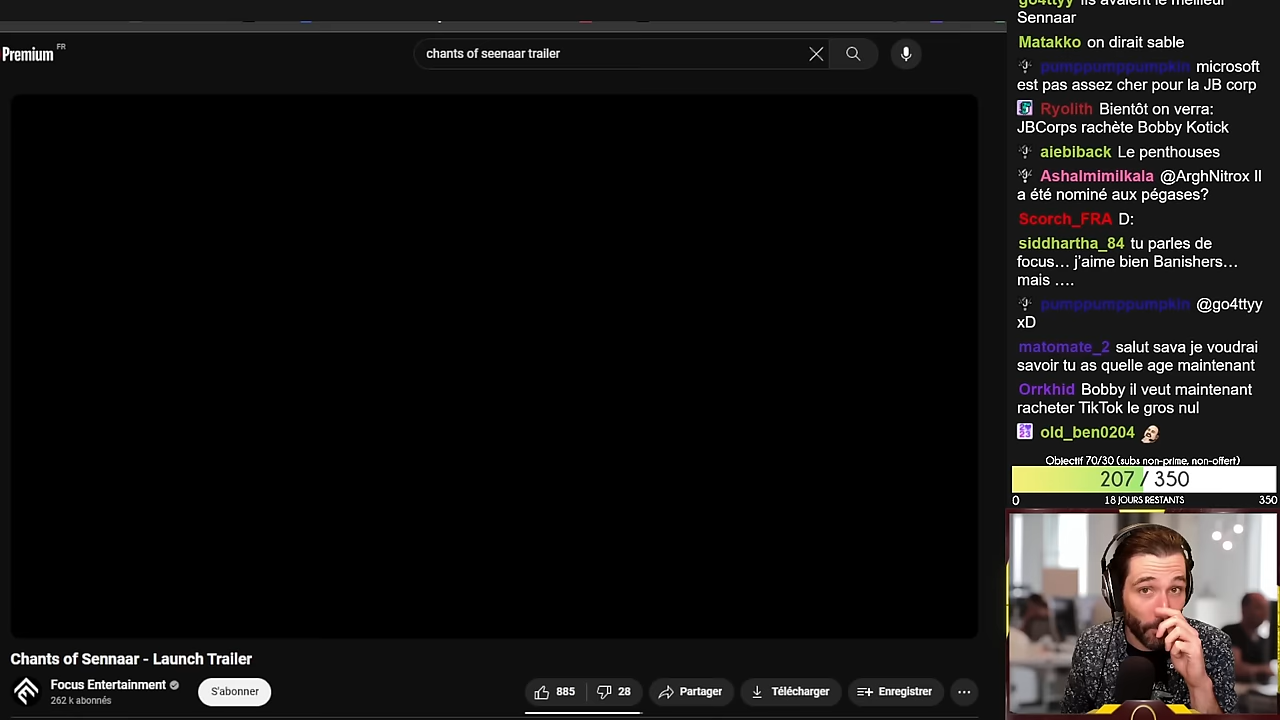 Premium FR
chants of seenaar trailer
go4ttyy ils avaient le meilleur
Sennaar
Matakko on dirait sable
pumppumppumpkin microsoft
est pas assez cher pour la JB corp
Ryolith Bientôt on verra:
JBCorps rachète Bobby Kotick
aiebiback Le penthouses
Ashalmimilkala @ArghNitrox Il
a été nominé aux pégases?
Scorch_FRA D:
siddhartha_84 tu parles de
focus… j'aime bien Banishers…
mais ….
pumppumppumpkin @go4ttyy
xD
matomate_2 salut sava je voudrai
savoir tu as quelle age maintenant
Orrkhid Bobby il veut maintenant
racheter TikTok le gros nul
old_ben0204
Objectif 70/30 (subs non-prime, non-offert)
207 / 350
0 18 JOURS RESTANTS 350
Chants of Sennaar - Launch Trailer
Focus Entertainment
262 k abonnés
S'abonner
885
28
Partager
Télécharger
Enregistrer